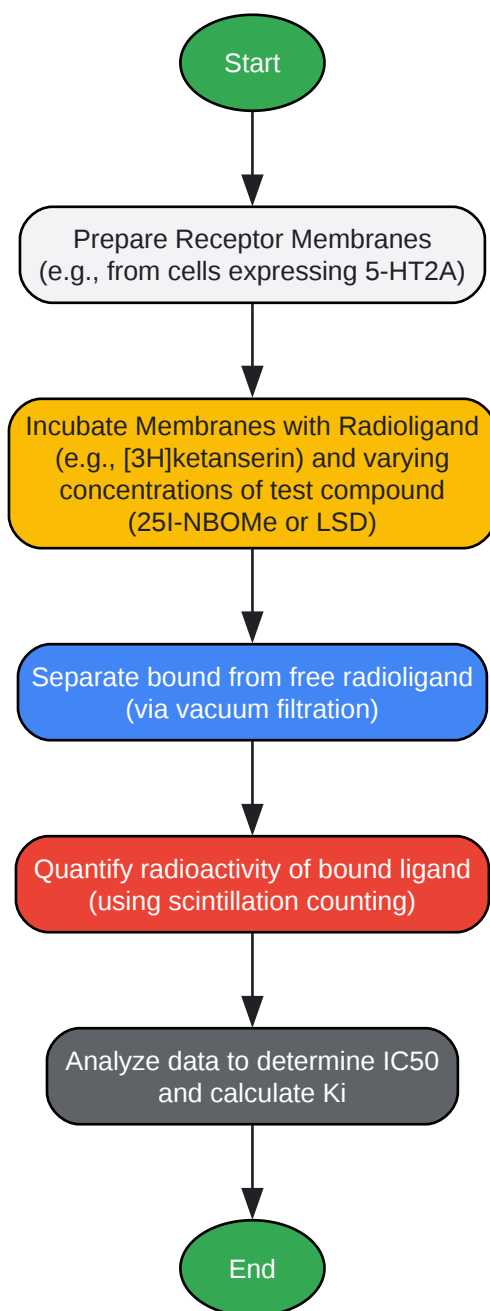 Start
Prepare Receptor Membranes
(e.g., from cells expressing 5-HT2A)
Incubate Membranes with Radioligand
(e.g., [3H]ketanserin) and varying
concentrations of test compound
(25I-NBOMe or LSD)
Separate bound from free radioligand
(via vacuum filtration)
Quantify radioactivity of bound ligand
(using scintillation counting)
Analyze data to determine IC50
and calculate Ki
End